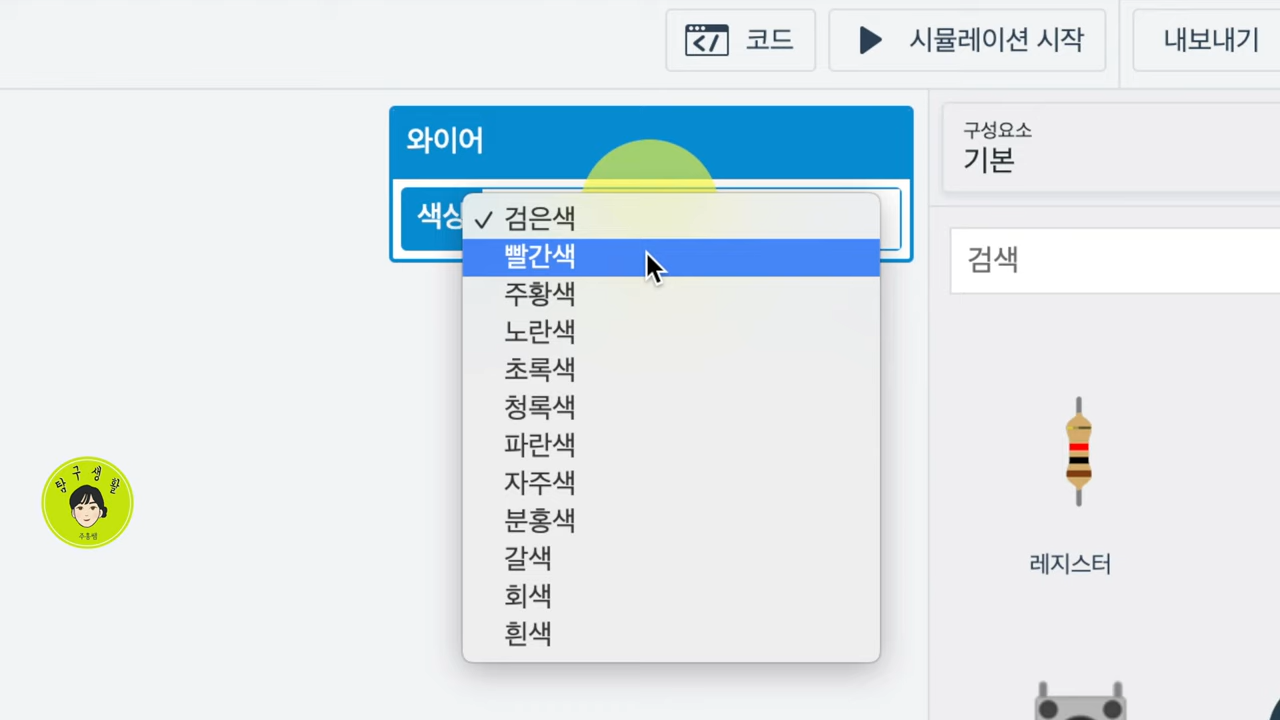 코드
시뮬레이션 시작
내보내기
와이어
색상
검은색
빨간색
주황색
노란색
초록색
청록색
파란색
자주색
분홍색
갈색
회색
흰색
구성요소
기본
검색
레지스터
탐구생활
주홍쌤